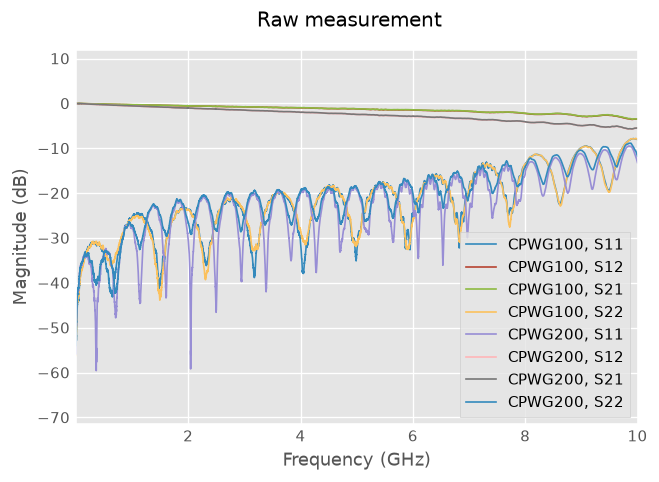 Raw measurement
10
0
−10
−20
−30
−40
−50
−60
−70
Magnitude (dB)
CPWG100, S11
CPWG100, S12
CPWG100, S21
CPWG100, S22
CPWG200, S11
CPWG200, S12
CPWG200, S21
CPWG200, S22
2 4 6 8 10
Frequency (GHz)